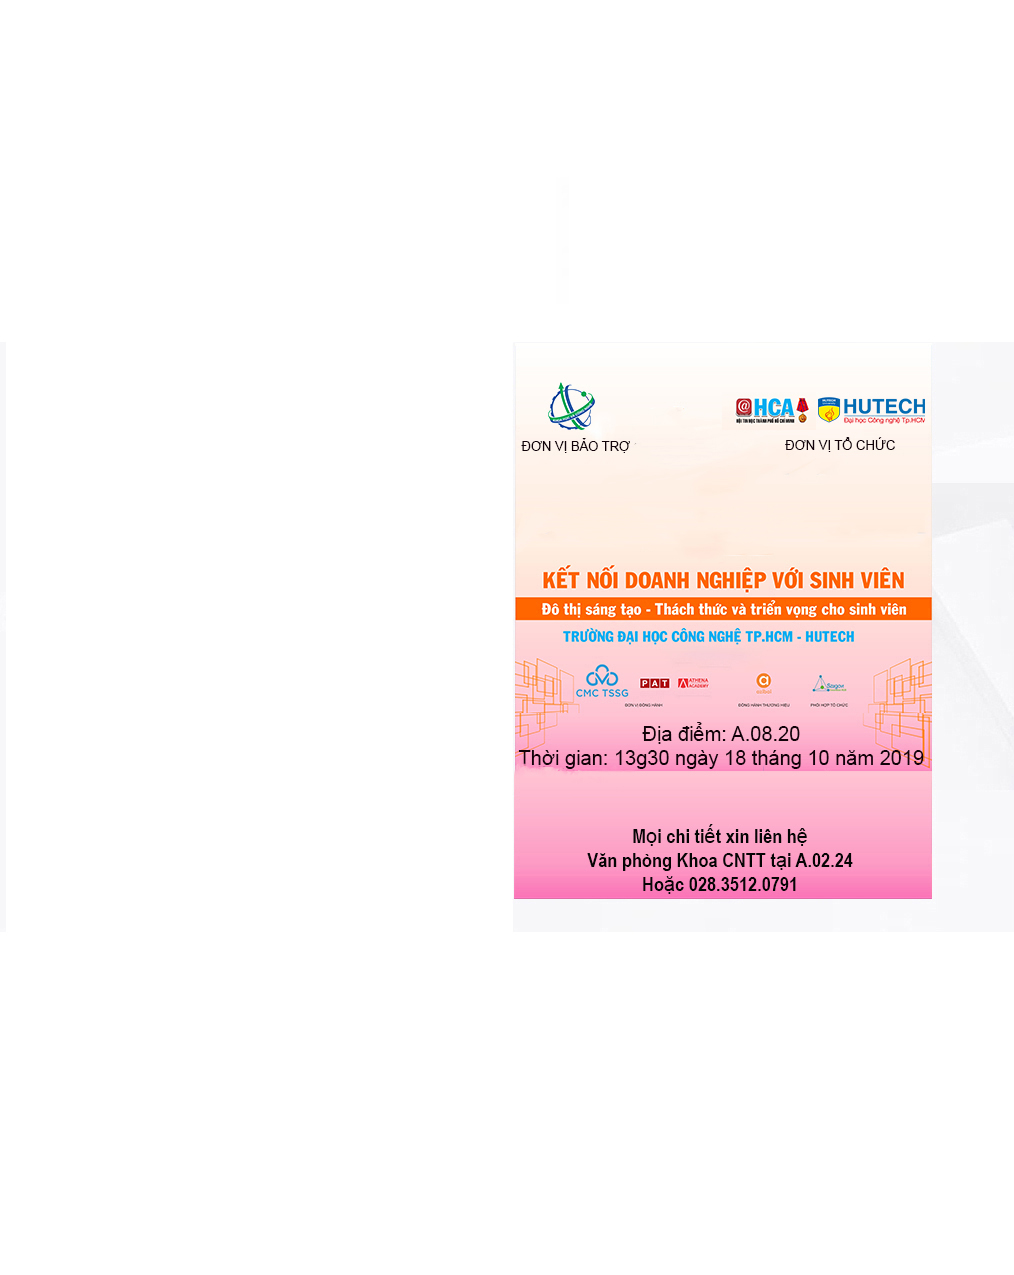 @HCA
HỘI TIN HỌC THÀNH PHỐ HỒ CHÍ MINH
HUTECH
Đại học Công nghệ Tp.HCM
ĐƠN VỊ BẢO TRỢ
ĐƠN VỊ TỔ CHỨC
KẾT NỐI DOANH NGHIỆP VỚI SINH VIÊN
Đô thị sáng tạo - Thách thức và triển vọng cho sinh viên
TRƯỜNG ĐẠI HỌC CÔNG NGHỆ TP.HCM - HUTECH
CMC TSSG
PAT
ATHENA
ACADEMY
Saigon
ĐƠN VỊ ĐỒNG HÀNH
ĐỒNG HÀNH THƯƠNG HIỆU
PHỐI HỢP TỔ CHỨC
Địa điểm: A.08.20
Thời gian: 13g30 ngày 18 tháng 10 năm 2019
Mọi chi tiết xin liên hệ
Văn phòng Khoa CNTT tại A.02.24
Hoặc 028.3512.0791